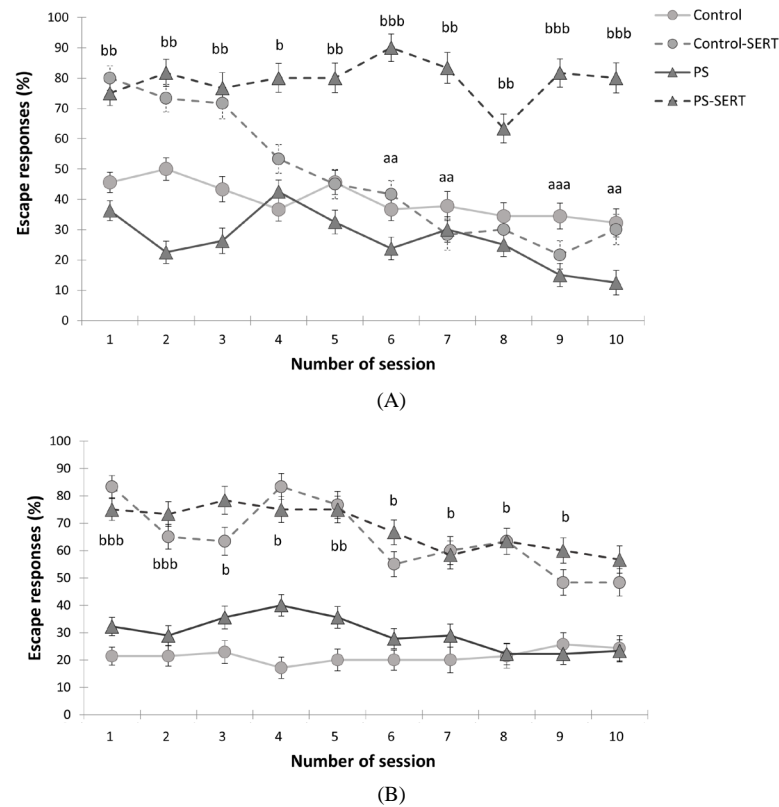 Escape responses (%)
100
90
80
70
60
50
40
30
20
10
0
bb
bb
bb
b
bb
bbb
bb
bb
bbb
bbb
aa
aa
aaa
aa
1 2 3 4 5 6 7 8 9 10
Number of session
Control
Control-SERT
PS
PS-SERT
(A)
Escape responses (%)
100
90
80
70
60
50
40
30
20
10
0
bbb
bbb
b
b
bb
b
b
b
b
1 2 3 4 5 6 7 8 9 10
Number of session
(B)